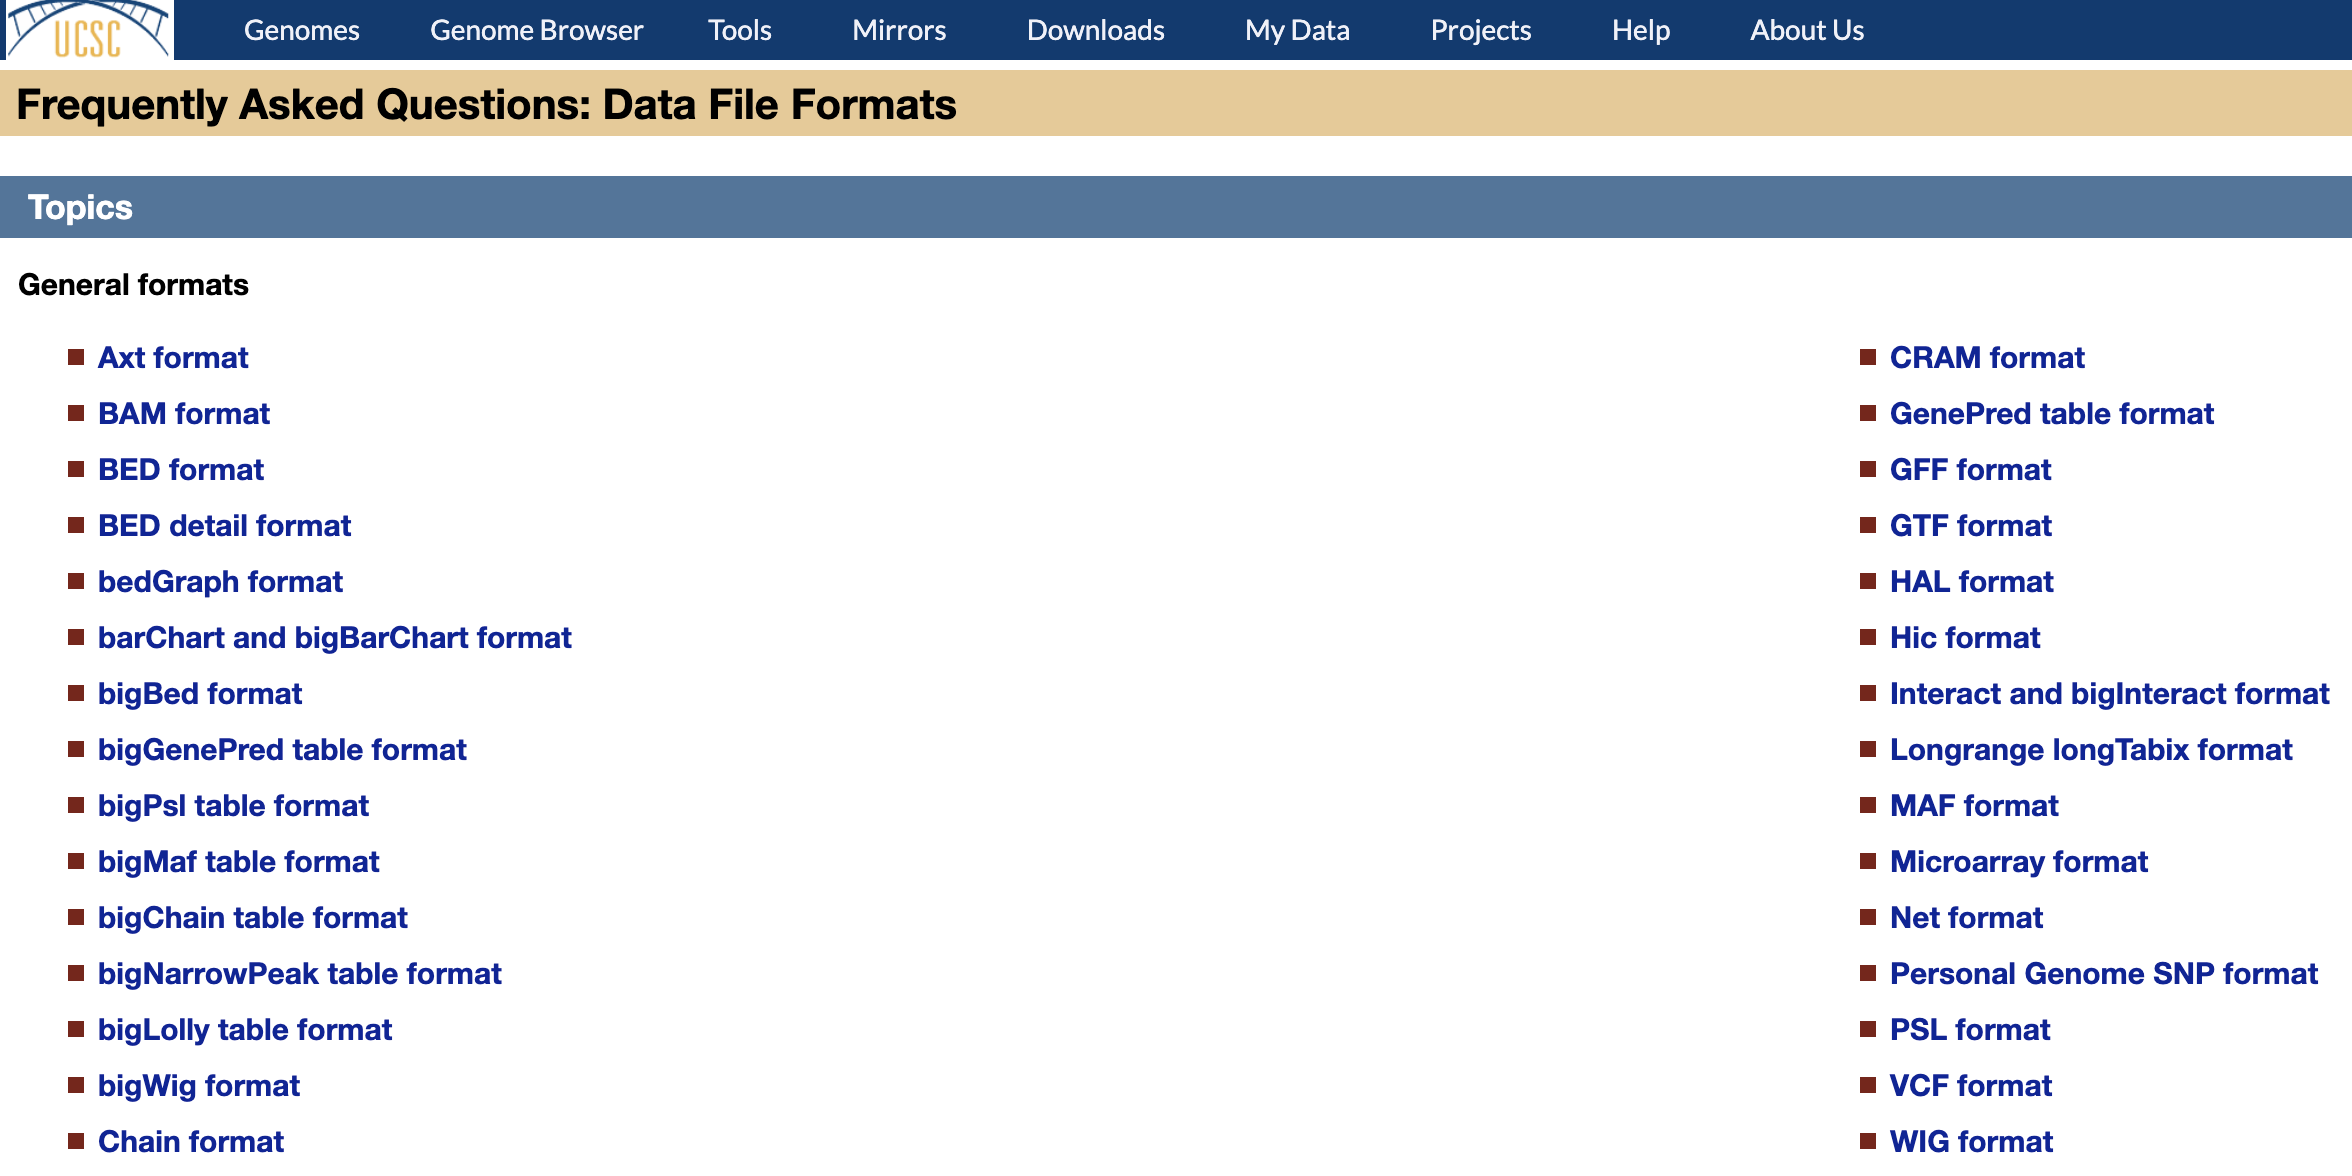 UCSC
Genomes Genome Browser Tools Mirrors Downloads My Data Projects Help About Us
Frequently Asked Questions: Data File Formats
Topics
General formats
Axt format
BAM format
BED format
BED detail format
bedGraph format
barChart and bigBarChart format
bigBed format
bigGenePred table format
bigPsl table format
bigMaf table format
bigChain table format
bigNarrowPeak table format
bigLolly table format
bigWig format
Chain format
CRAM format
GenePred table format
GFF format
GTF format
HAL format
Hic format
Interact and bigInteract format
Longrange longTabix format
MAF format
Microarray format
Net format
Personal Genome SNP format
PSL format
VCF format
WIG format